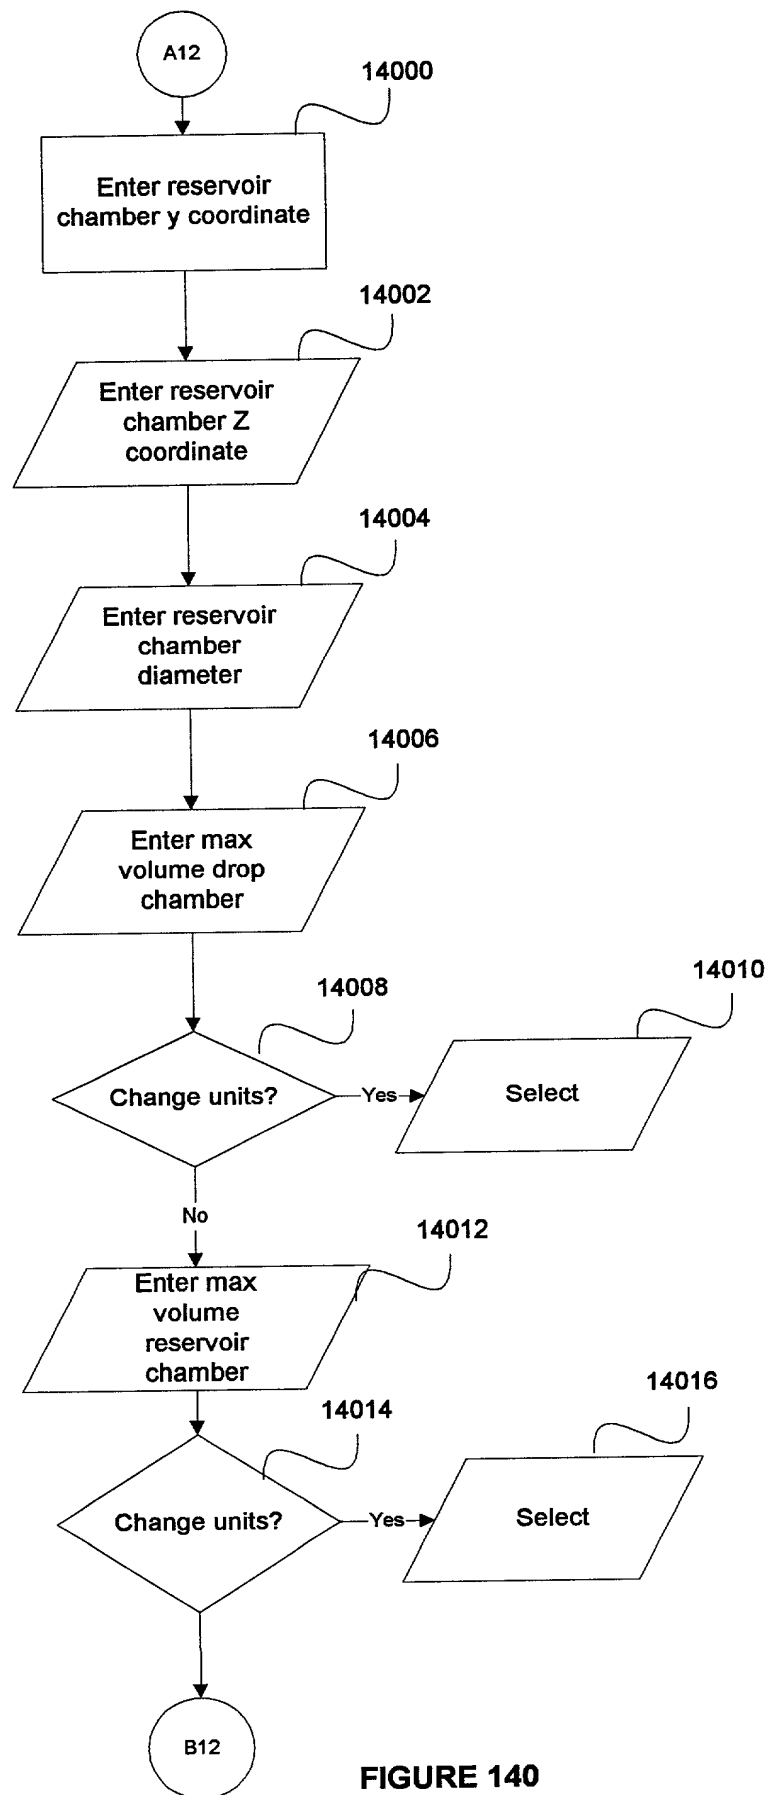 A12
14000
Enter reservoir
chamber y coordinate
14002
Enter reservoir
chamber Z
coordinate
14004
Enter reservoir
chamber
diameter
14006
Enter max
volume drop
chamber
14008
14010
Change units?
Yes
Select
No
14012
Enter max
volume
reservoir
chamber
14014
14016
Change units?
Yes
Select
B12
FIGURE 140